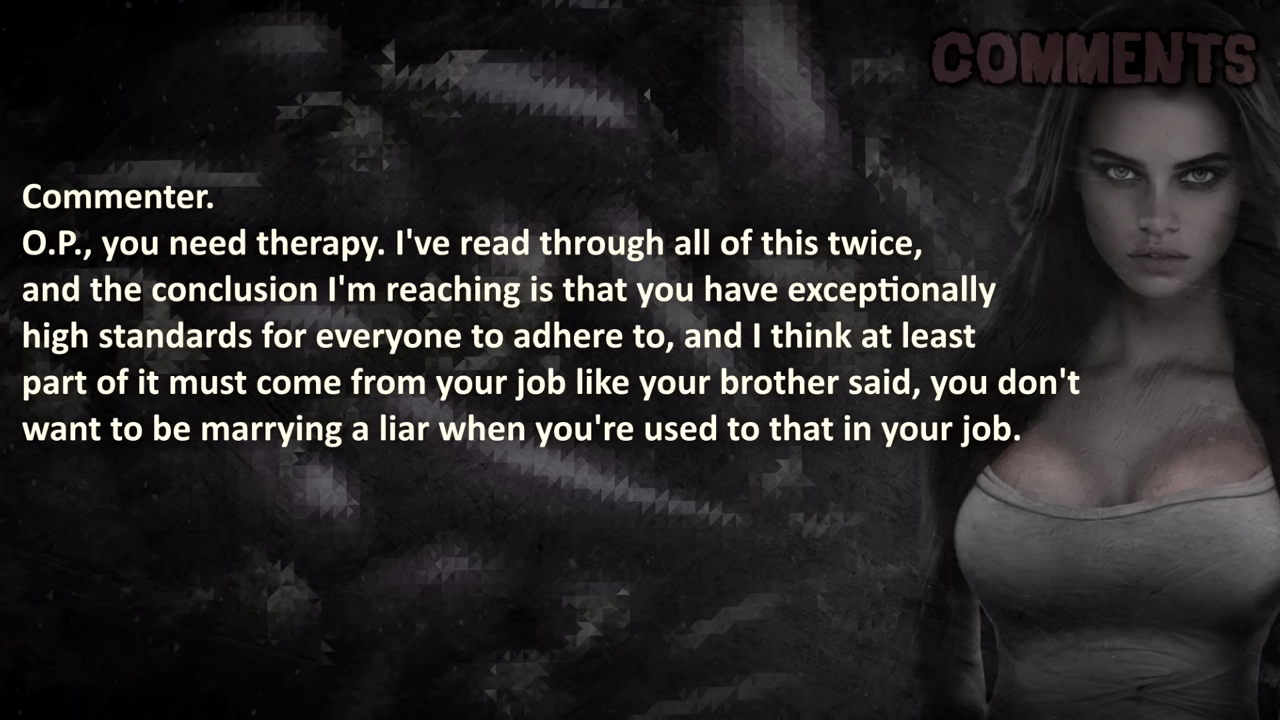 COMMENTS
Commenter.
O.P., you need therapy. I've read through all of this twice,
and the conclusion I'm reaching is that you have exceptionally
high standards for everyone to adhere to, and I think at least
part of it must come from your job like your brother said, you don't
want to be marrying a liar when you're used to that in your job.